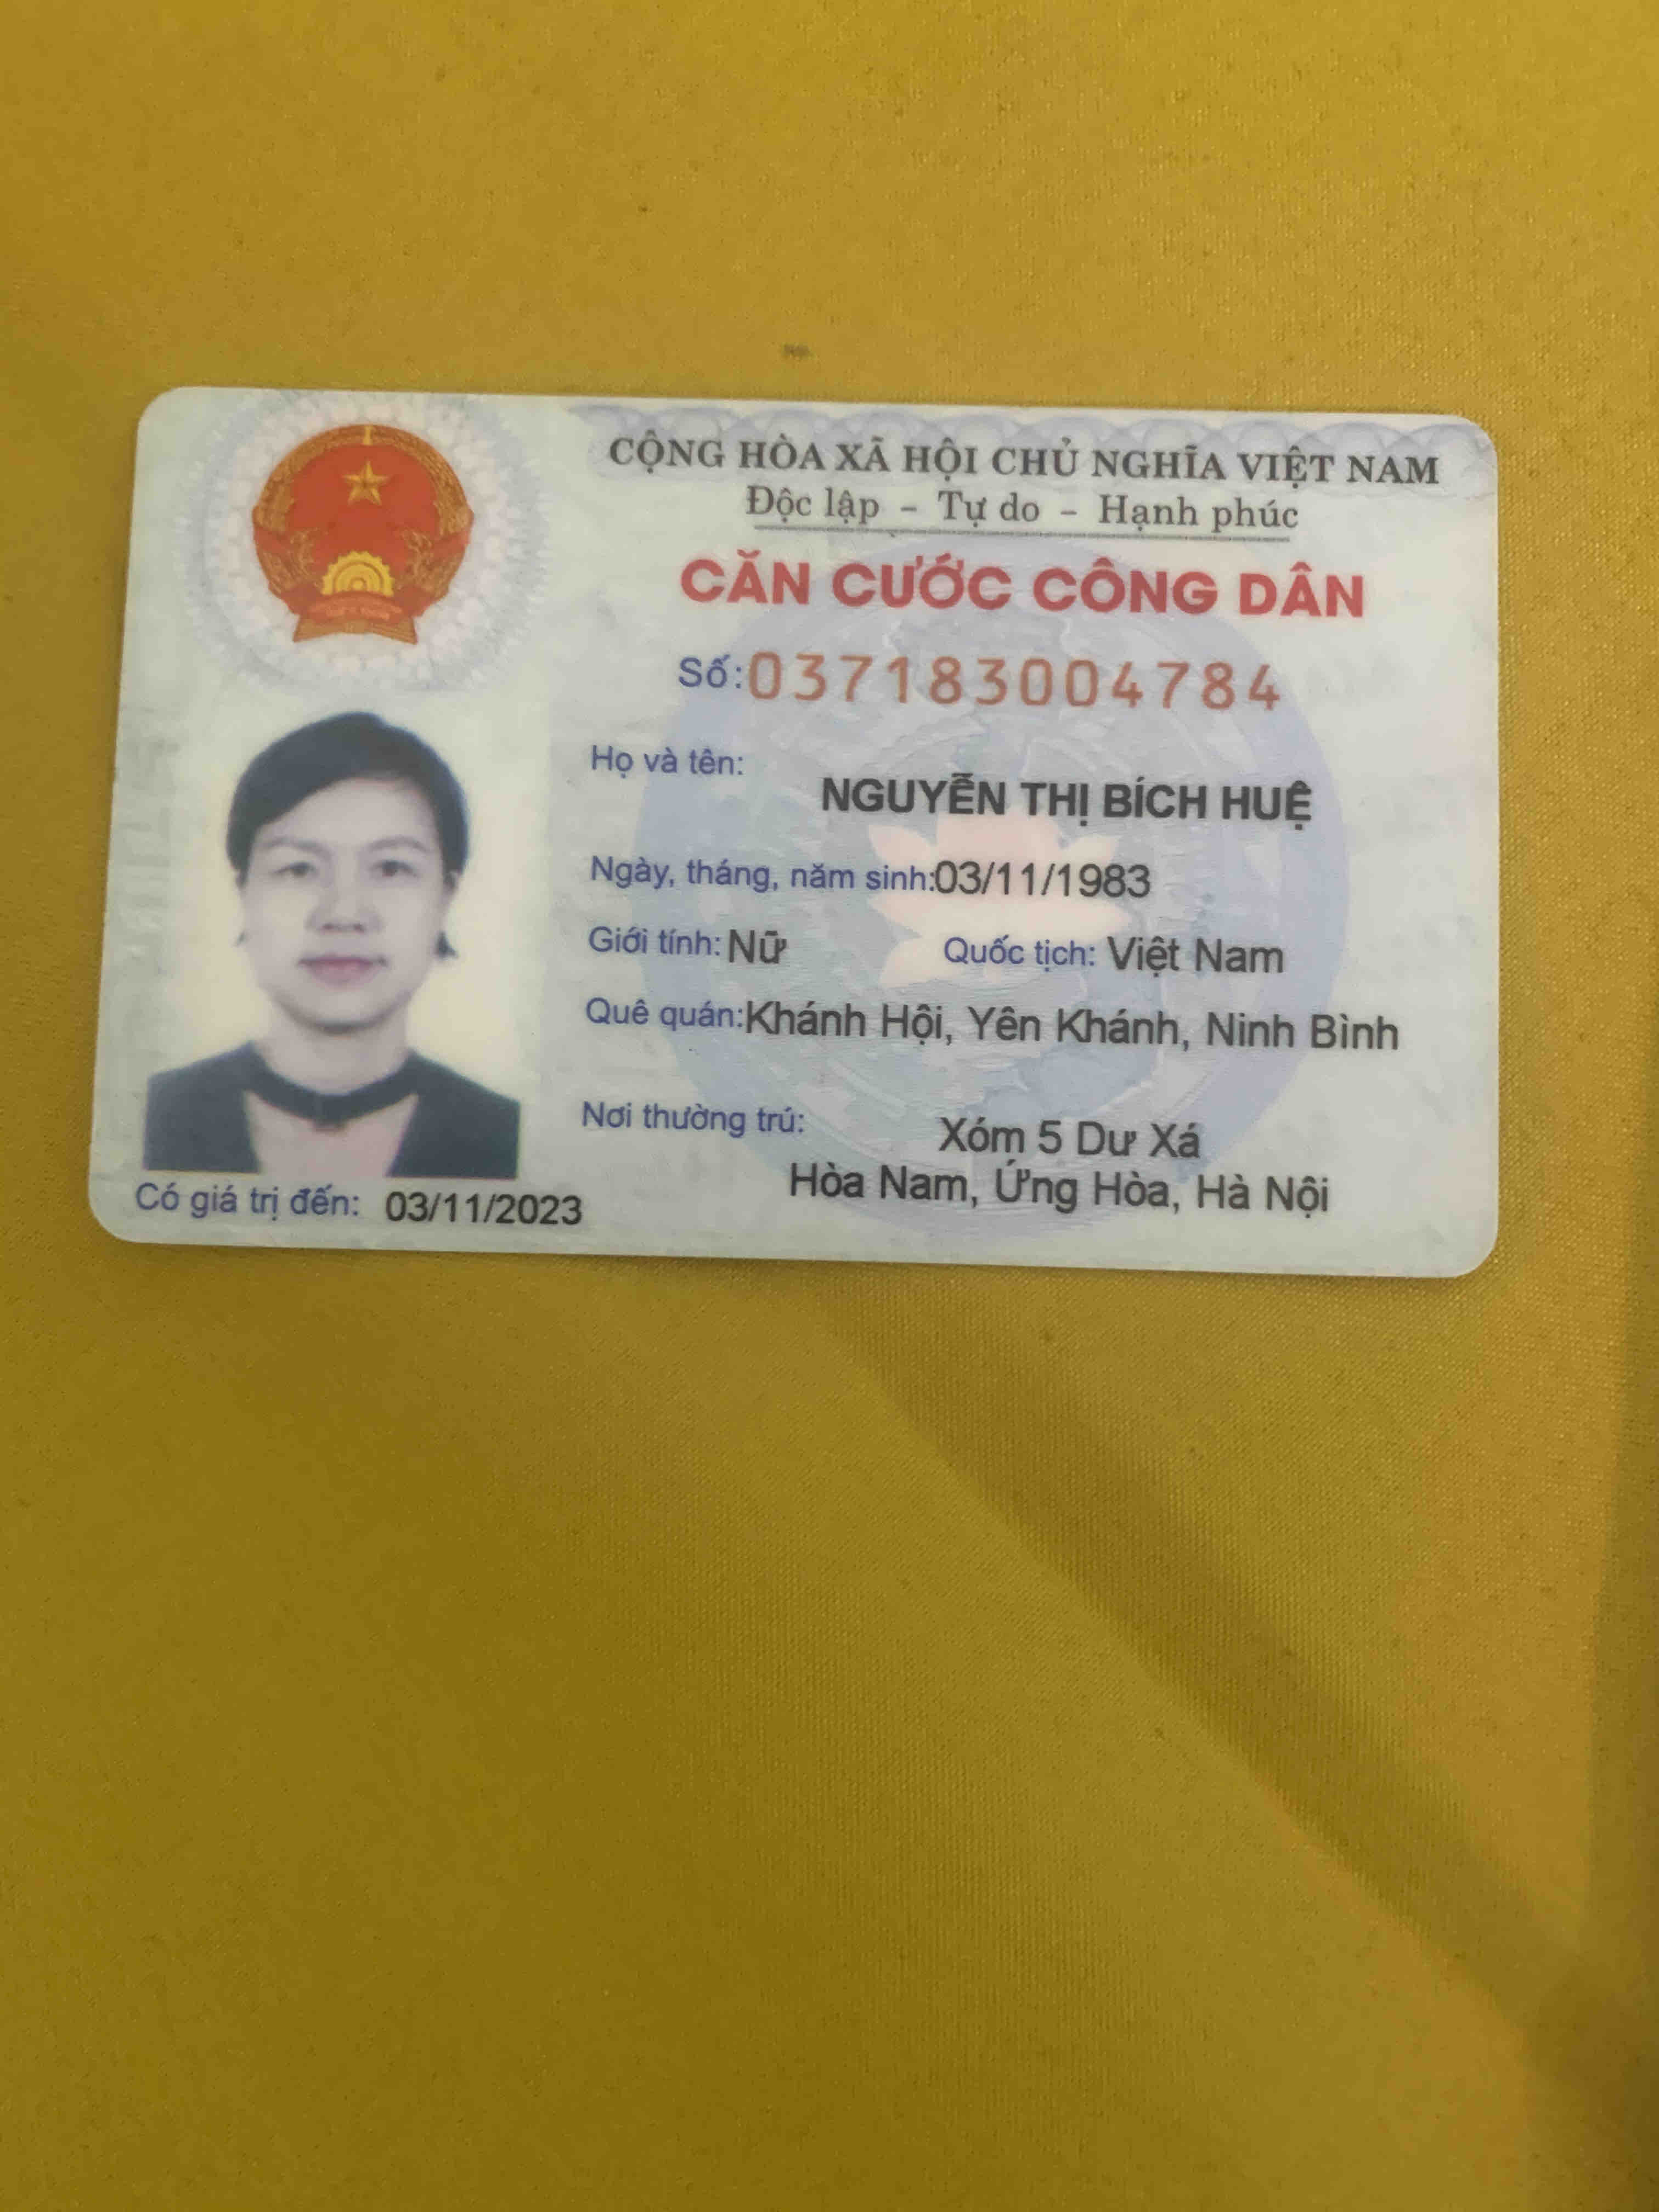 CỘNG HÒA XÃ HỘI CHỦ NGHĨA VIỆT NAM
Độc lập - Tự do - Hạnh phúc
CĂN CƯỚC CÔNG DÂN
Số: 037183004784
Họ và tên:
NGUYỄN THỊ BÍCH HUỆ
Ngày, tháng, năm sinh: 03/11/1983
Giới tính: Nữ Quốc tịch: Việt Nam
Quê quán: Khánh Hội, Yên Khánh, Ninh Bình
Nơi thường trú: Xóm 5 Dư Xá
Hòa Nam, Ứng Hòa, Hà Nội
Có giá trị đến: 03/11/2023